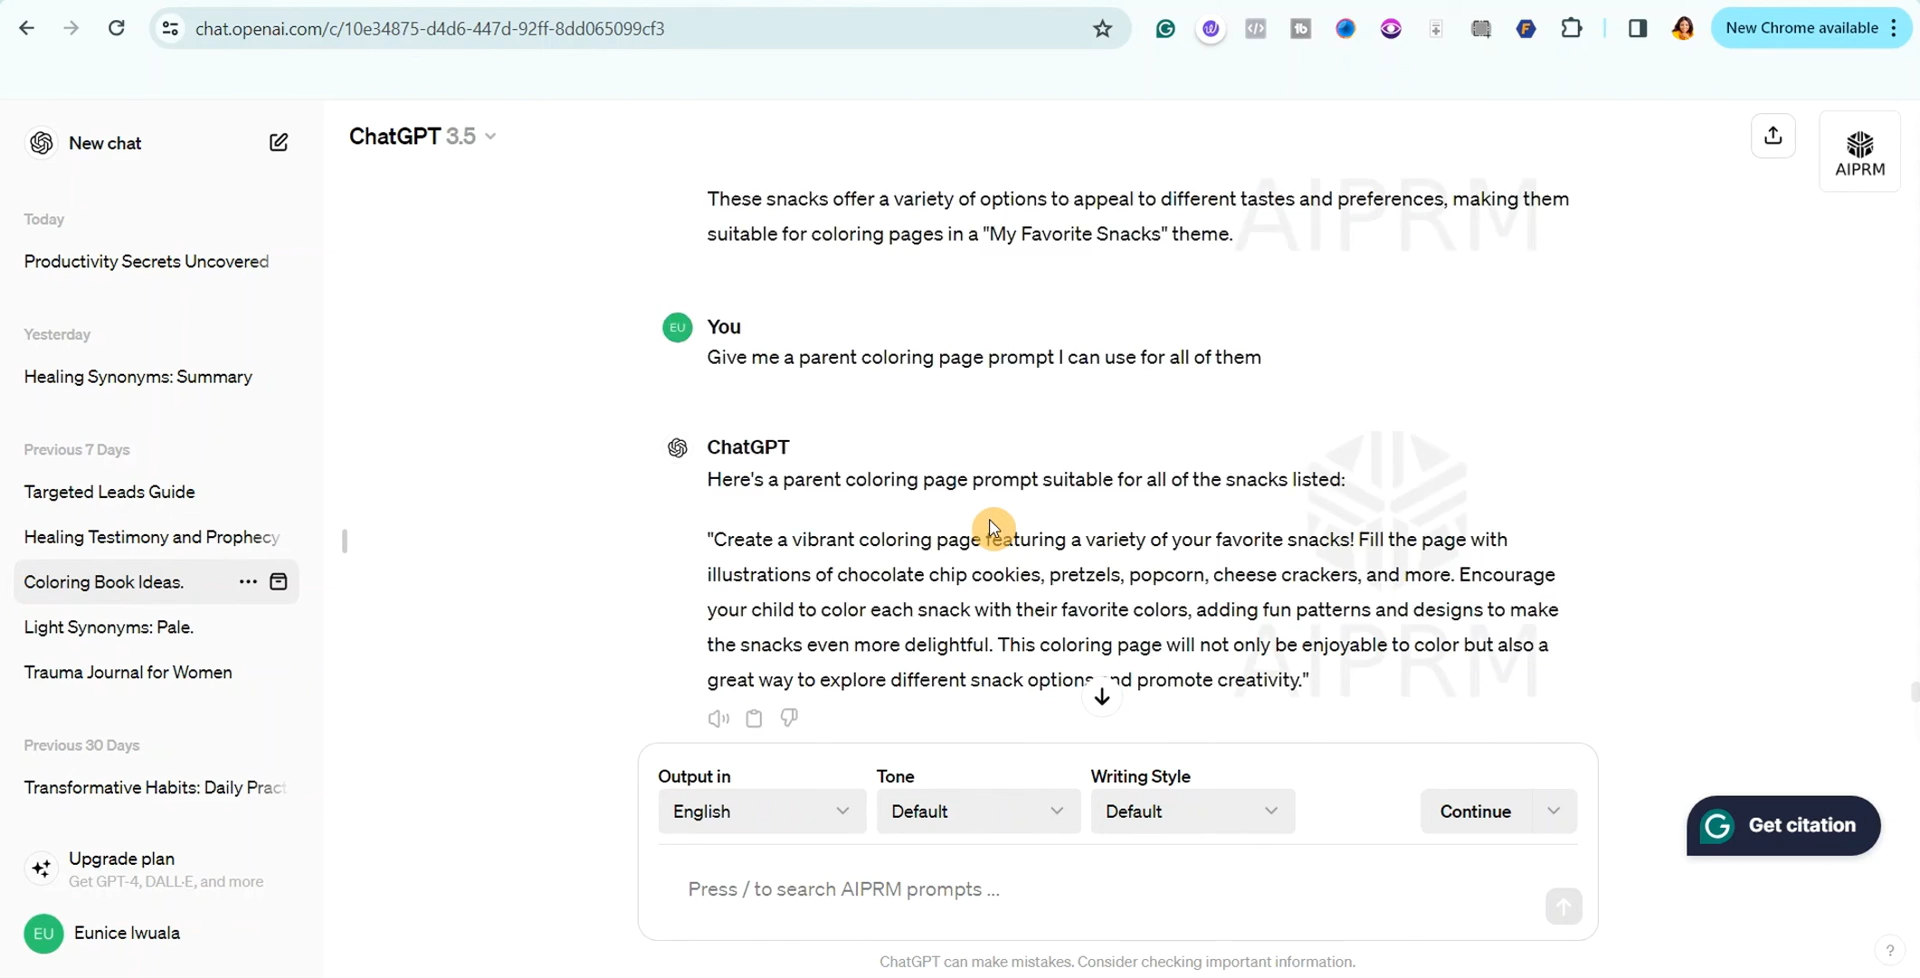 chat.openai.com/c/10e34875-d4d6-447d-92ff-8dd065099cf3
New Chrome available
New chat
Today
Productivity Secrets Uncovered
Yesterday
Healing Synonyms: Summary
Previous 7 Days
Targeted Leads Guide
Healing Testimony and Prophecy
Coloring Book Ideas.
Light Synonyms: Pale.
Trauma Journal for Women
Previous 30 Days
Transformative Habits: Daily Pract
Upgrade plan
Get GPT-4, DALL·E, and more
EU Eunice Iwuala
ChatGPT 3.5
AIPRM
These snacks offer a variety of options to appeal to different tastes and preferences, making them
suitable for coloring pages in a "My Favorite Snacks" theme.
AIPRM
EU You
Give me a parent coloring page prompt I can use for all of them
ChatGPT
Here's a parent coloring page prompt suitable for all of the snacks listed:
"Create a vibrant coloring page featuring a variety of your favorite snacks! Fill the page with
illustrations of chocolate chip cookies, pretzels, popcorn, cheese crackers, and more. Encourage
your child to color each snack with their favorite colors, adding fun patterns and designs to make
the snacks even more delightful. This coloring page will not only be enjoyable to color but also a
great way to explore different snack options and promote creativity."
AIPRM
Output in
Tone
Writing Style
English
Default
Default
Continue
Press / to search AIPRM prompts ...
Get citation
ChatGPT can make mistakes. Consider checking important information.
?